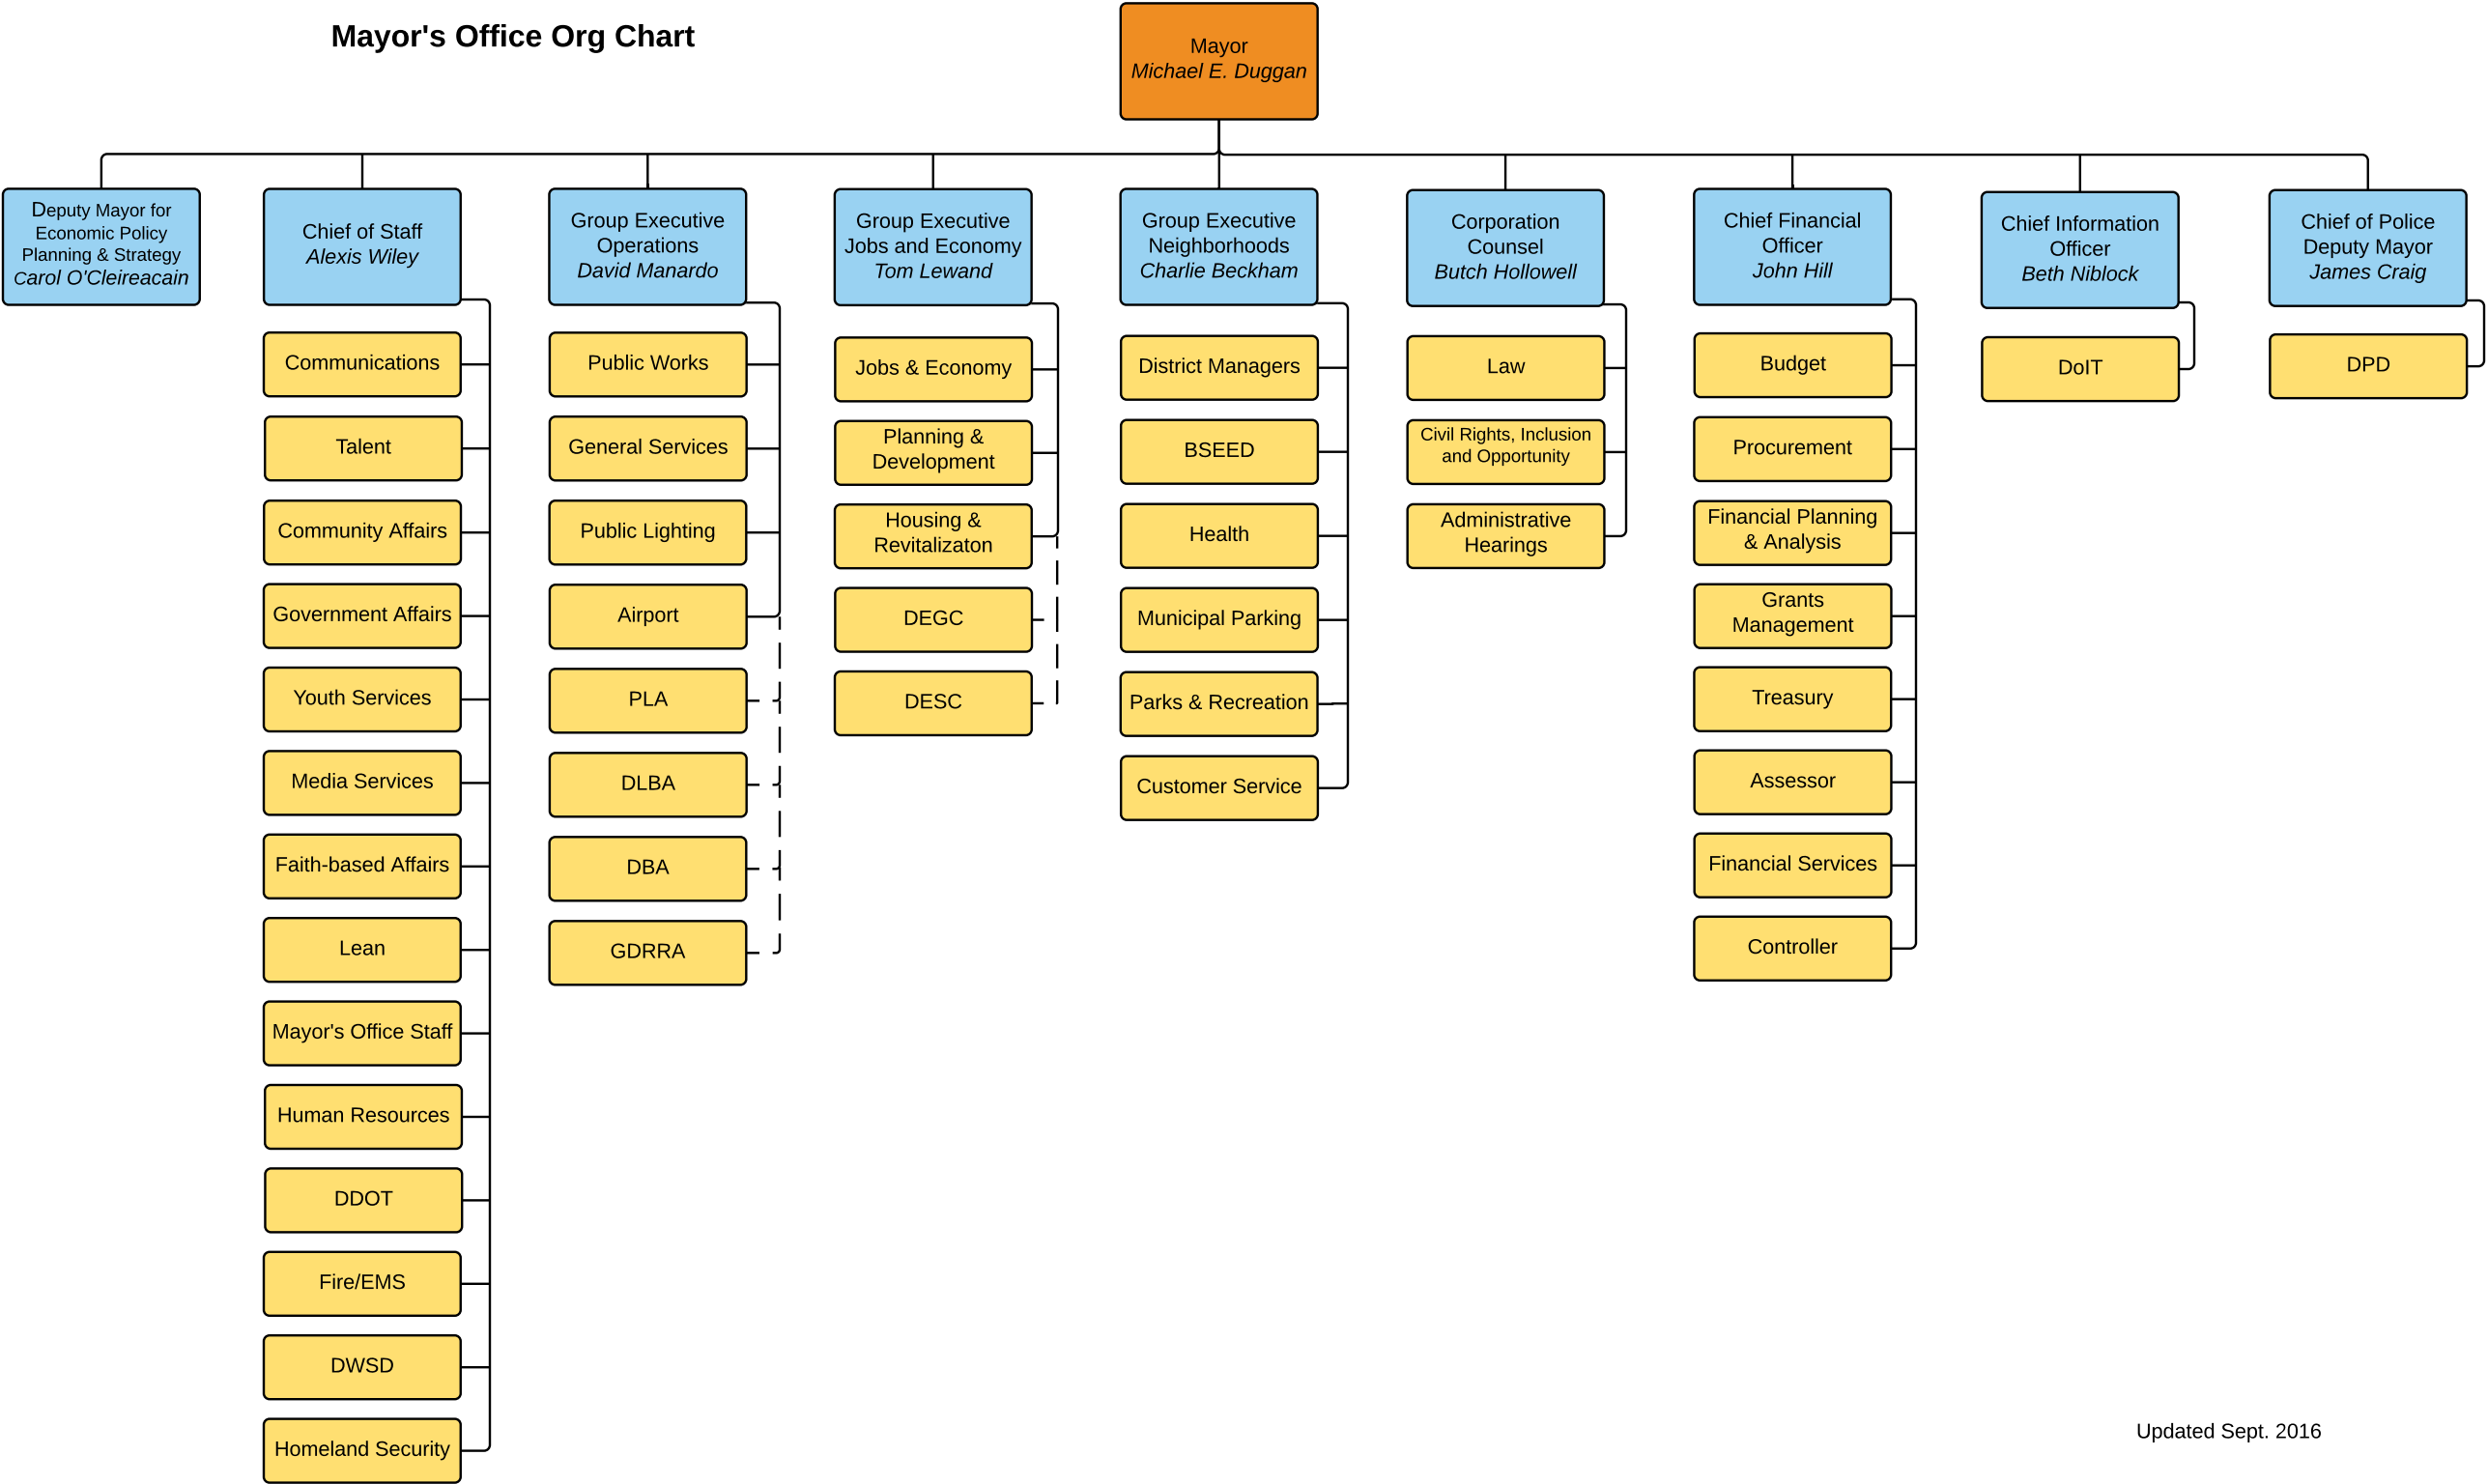 Mayor's Office Org Chart
Mayor
Michael E. Duggan
Deputy Mayor for
Economic Policy
Planning & Strategy
Carol O'Cleireacain
Chief of Staff
Alexis Wiley
Group Executive
Operations
David Manardo
Group Executive
Jobs and Economy
Tom Lewand
Group Executive
Neighborhoods
Charlie Beckham
Corporation
Counsel
Butch Hollowell
Chief Financial
Officer
John Hill
Chief Information
Officer
Beth Niblock
Chief of Police
Deputy Mayor
James Craig
Communications
Talent
Community Affairs
Government Affairs
Youth Services
Media Services
Faith-based Affairs
Lean
Mayor's Office Staff
Human Resources
DDOT
Fire/EMS
DWSD
Homeland Security
Public Works
General Services
Public Lighting
Airport
PLA
DLBA
DBA
GDRRA
Jobs & Economy
Planning &
Development
Housing &
Revitalizaton
DEGC
DESC
District Managers
BSEED
Health
Municipal Parking
Parks & Recreation
Customer Service
Law
Civil Rights, Inclusion
and Opportunity
Administrative
Hearings
Budget
Procurement
Financial Planning
& Analysis
Grants
Management
Treasury
Assessor
Financial Services
Controller
DoIT
DPD
Updated Sept. 2016